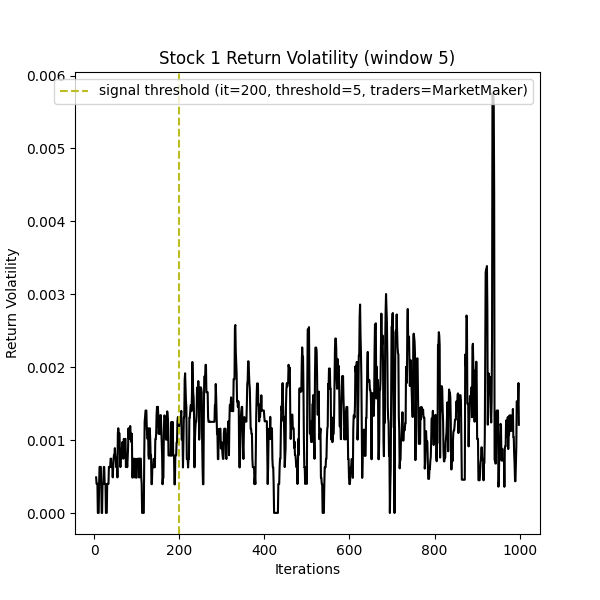 Stock 1 Return Volatility (window 5)
signal threshold (it=200, threshold=5, traders=MarketMaker)
Return Volatility
0.006
0.005
0.004
0.003
0.002
0.001
0.000
0 200 400 600 800 1000
Iterations